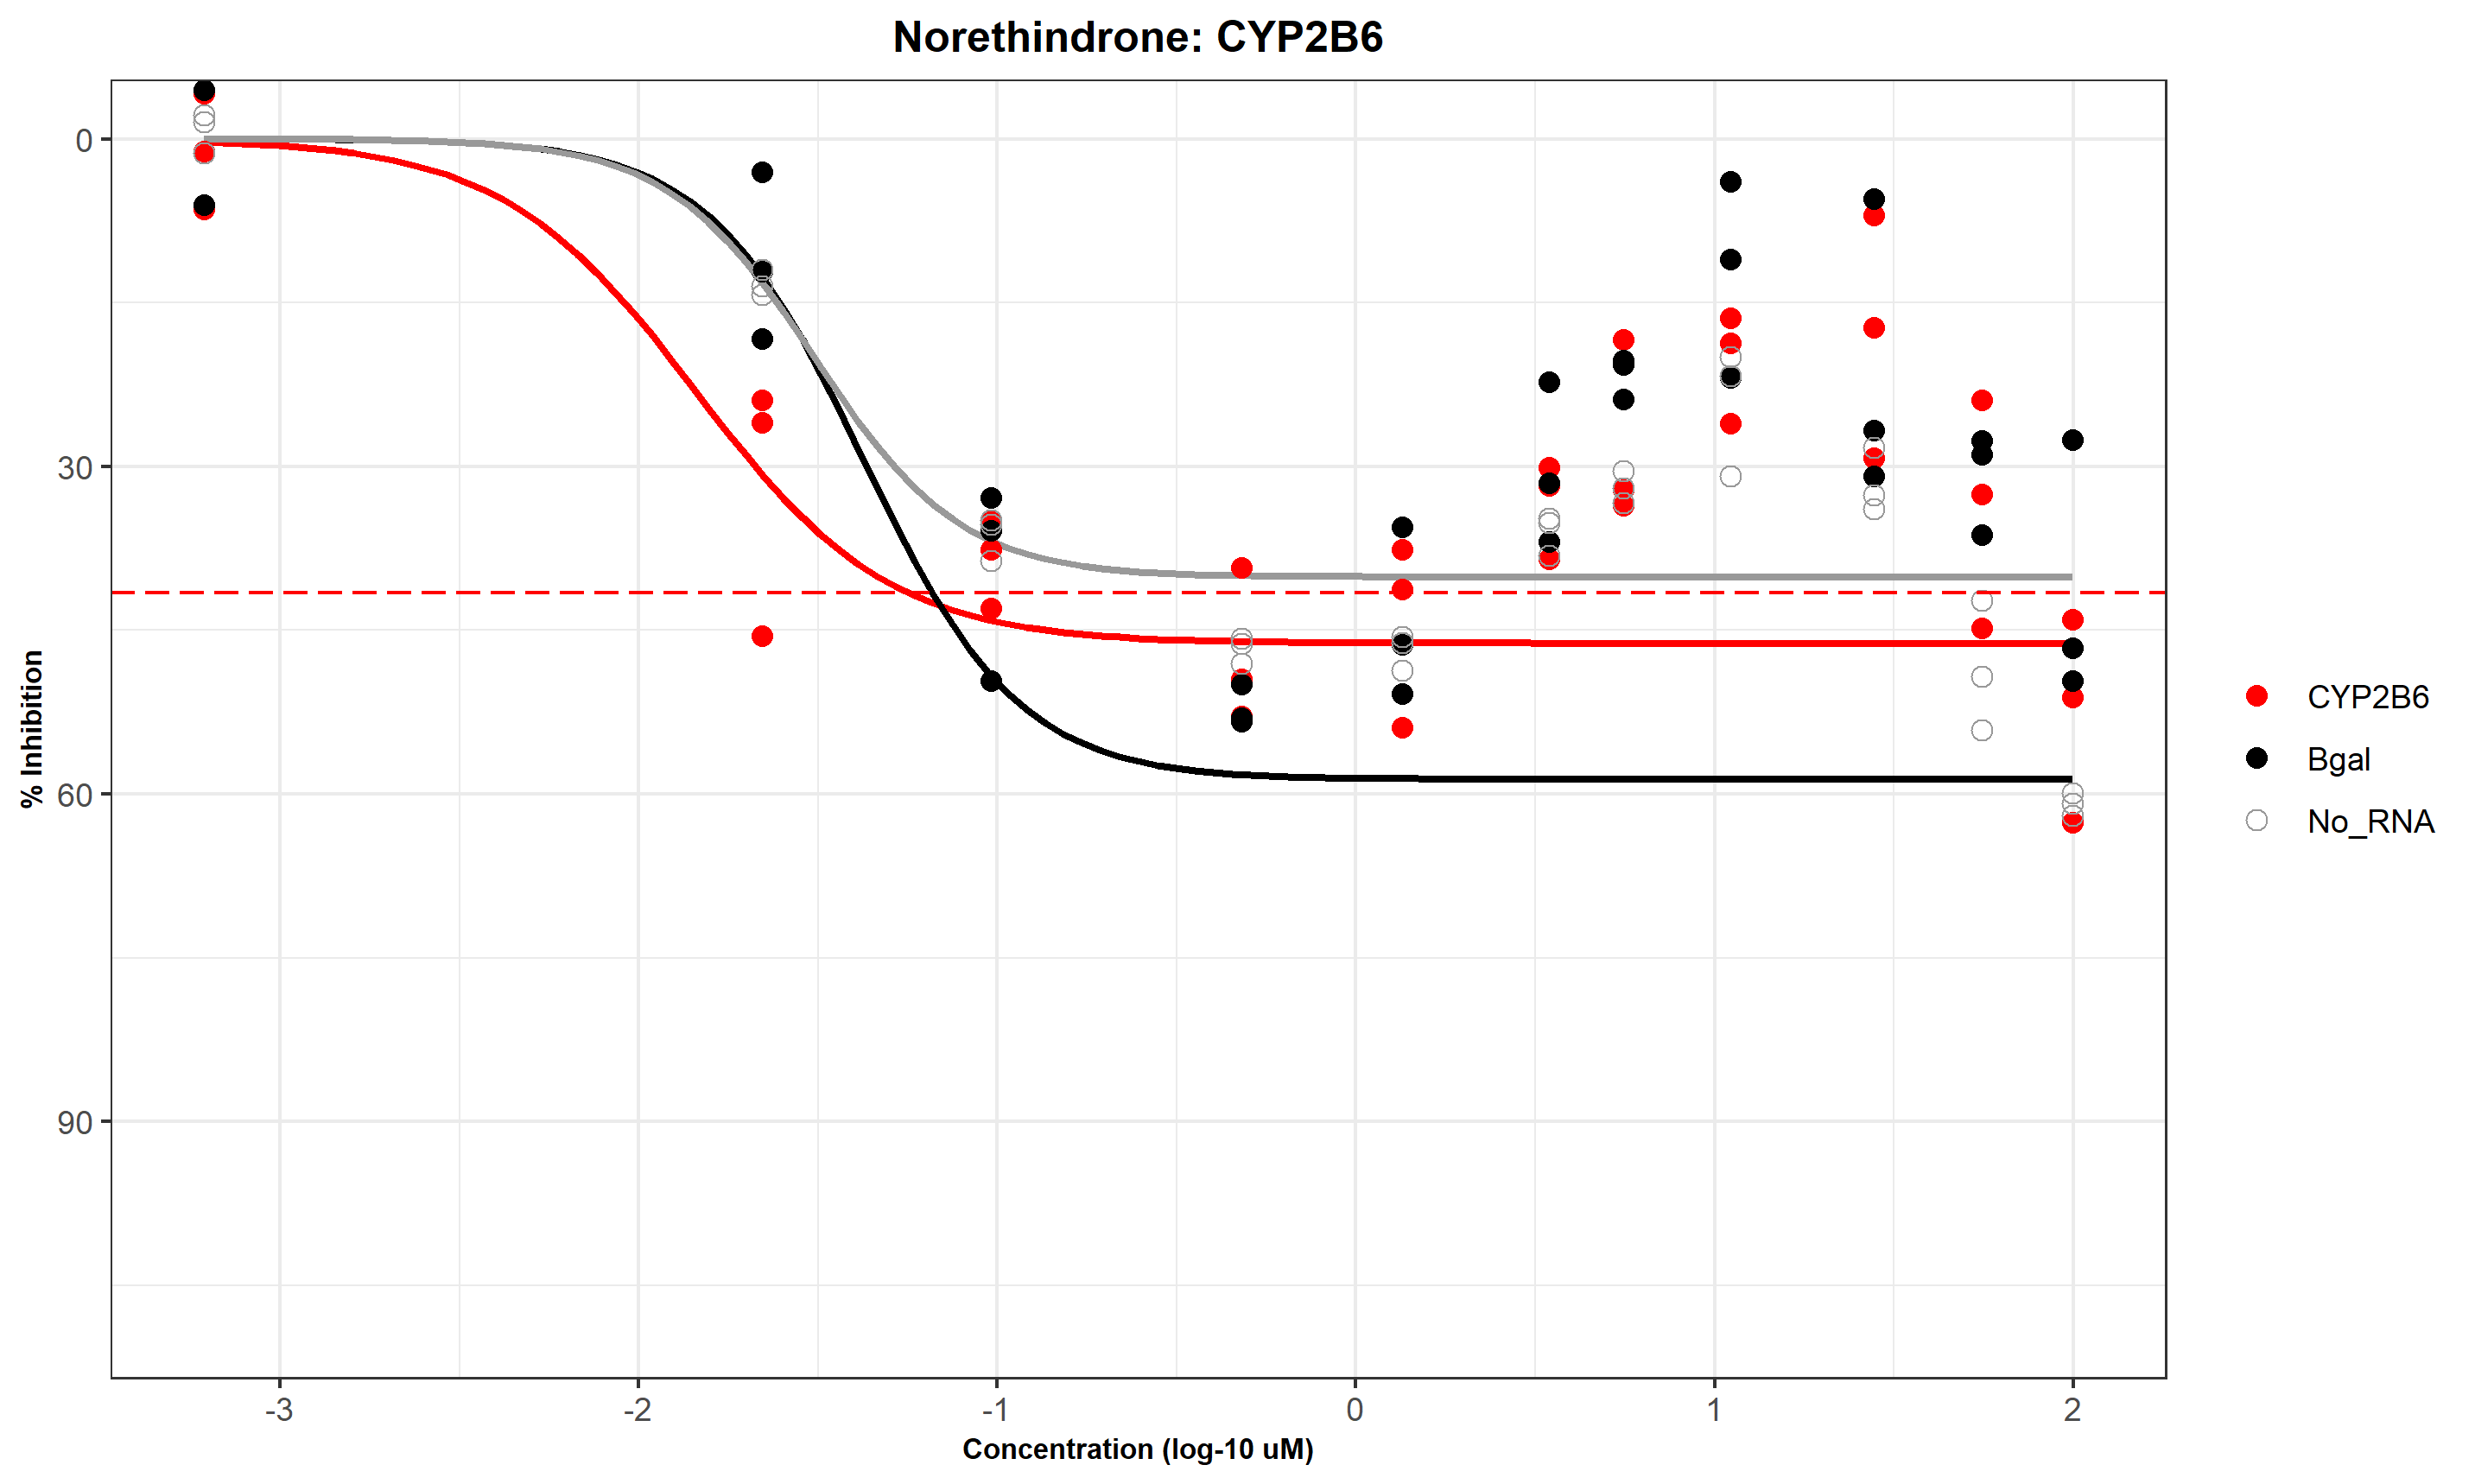 Norethindrone: CYP2B6
% Inhibition
0
30
60
90
-3
-2
-1
0
1
2
Concentration (log-10 uM)
CYP2B6
Bgal
No_RNA